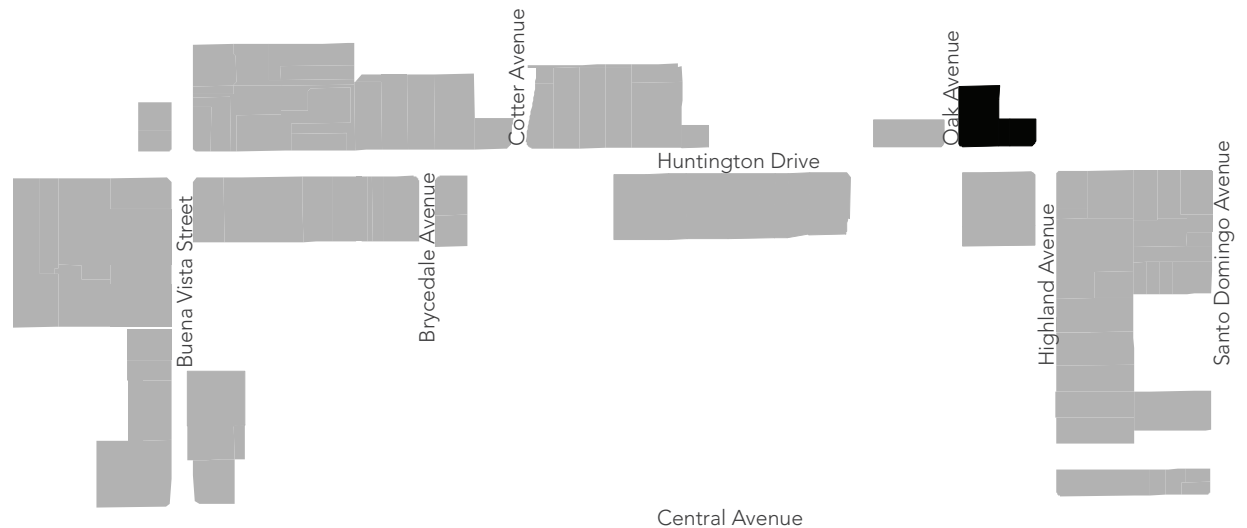 Cotter Avenue
Oak Avenue
Huntington Drive
Buena Vista Street
Brycedale Avenue
Highland Avenue
Santo Domingo Avenue
Central Avenue